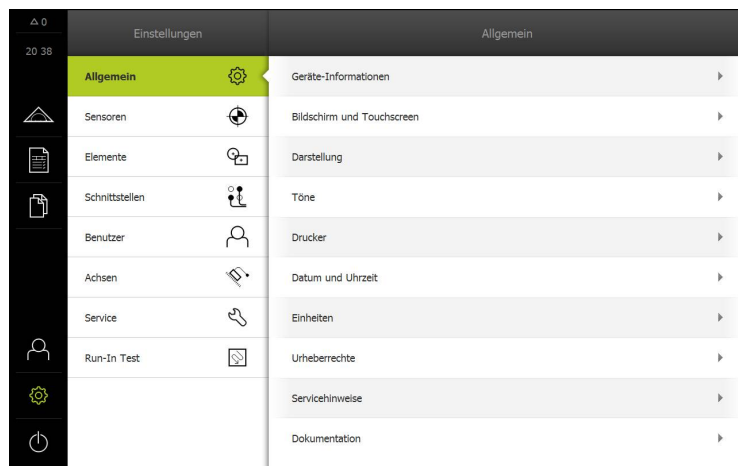 △ 0
20 38
Einstellungen
Allgemein
Allgemein
Sensoren
Elemente
Schnittstellen
Benutzer
Achsen
Service
Run-In Test
Geräte-Informationen
Bildschirm und Touchscreen
Darstellung
Töne
Drucker
Datum und Uhrzeit
Einheiten
Urheberrechte
Servicehinweise
Dokumentation